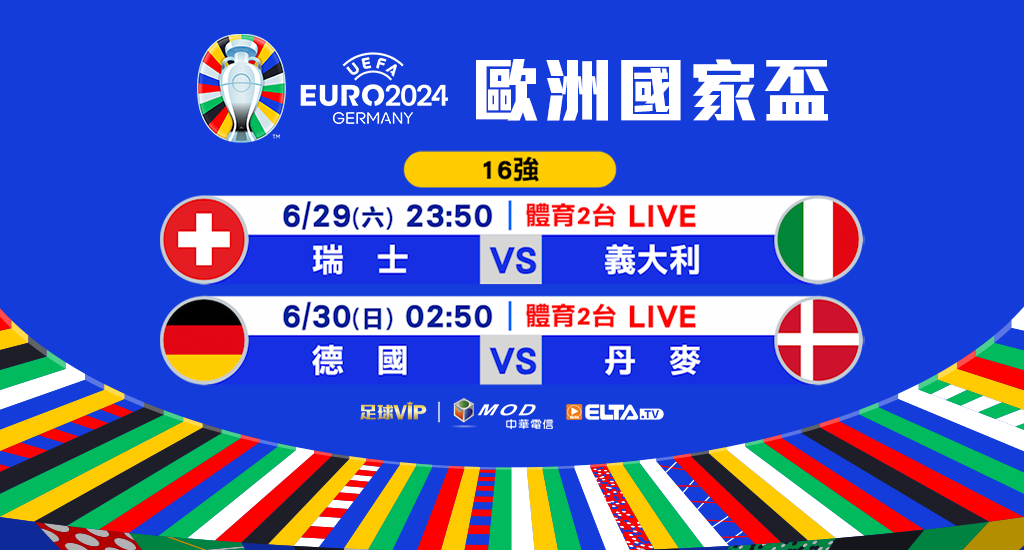 UEFA
EURO2024
GERMANY
TM
歐洲國家盃
16強
6/29(六) 23:50 | 體育2台 LIVE
瑞士 VS 義大利
6/30(日) 02:50 | 體育2台 LIVE
德國 VS 丹麥
足球VIP | MOD 中華電信 ELTA.TV